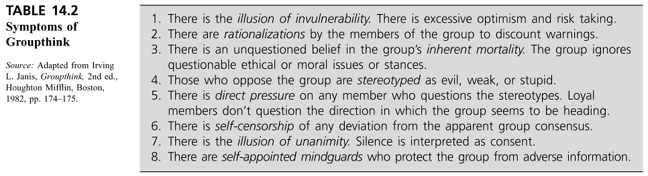 TABLE 14.2
Symptoms of
Groupthink
Source: Adapted from Irving
L. Janis, Groupthink, 2nd ed.,
Houghton Mifflin, Boston,
1982, pp. 174–175.
1. There is the illusion of invulnerability. There is excessive optimism and risk taking.
2. There are rationalizations by the members of the group to discount warnings.
3. There is an unquestioned belief in the group's inherent mortality. The group ignores
questionable ethical or moral issues or stances.
4. Those who oppose the group are stereotyped as evil, weak, or stupid.
5. There is direct pressure on any member who questions the stereotypes. Loyal
members don't question the direction in which the group seems to be heading.
6. There is self-censorship of any deviation from the apparent group consensus.
7. There is the illusion of unanimity. Silence is interpreted as consent.
8. There are self-appointed mindguards who protect the group from adverse information.